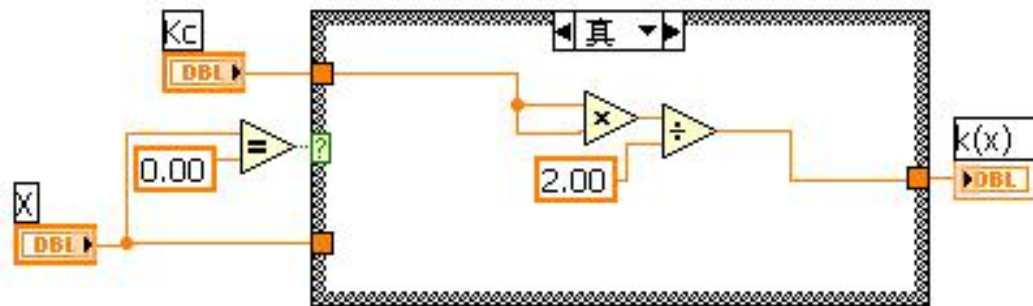 真
Kc
DBL
×
÷
k(x)
=
?
0.00
2.00
DBL
X
DBL